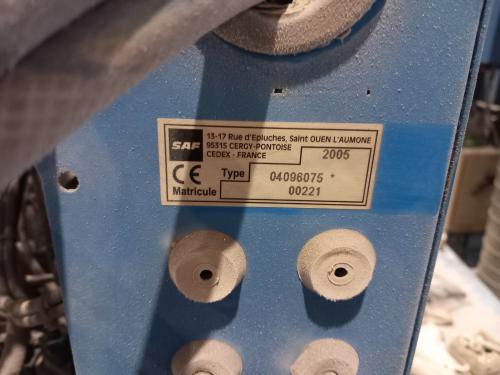 SAF
13-17 Rue d'Epluches, Saint OUEN L'AUMONE
95315 CERGY-PONTOISE
CEDEX - FRANCE
2005
CE Type 04096075 *
Matricule 00221